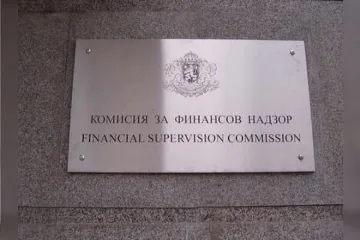 КОМИСИЯ ЗА ФИНАНСОВ НАДЗОР
FINANCIAL SUPERVISION COMMISSION